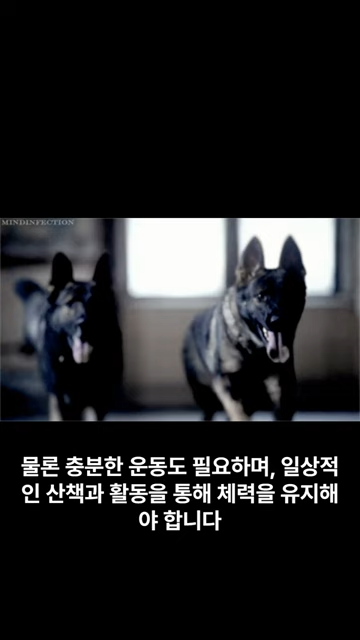 MINDINFECTION
물론 충분한 운동도 필요하며, 일상적
인 산책과 활동을 통해 체력을 유지해
야 합니다